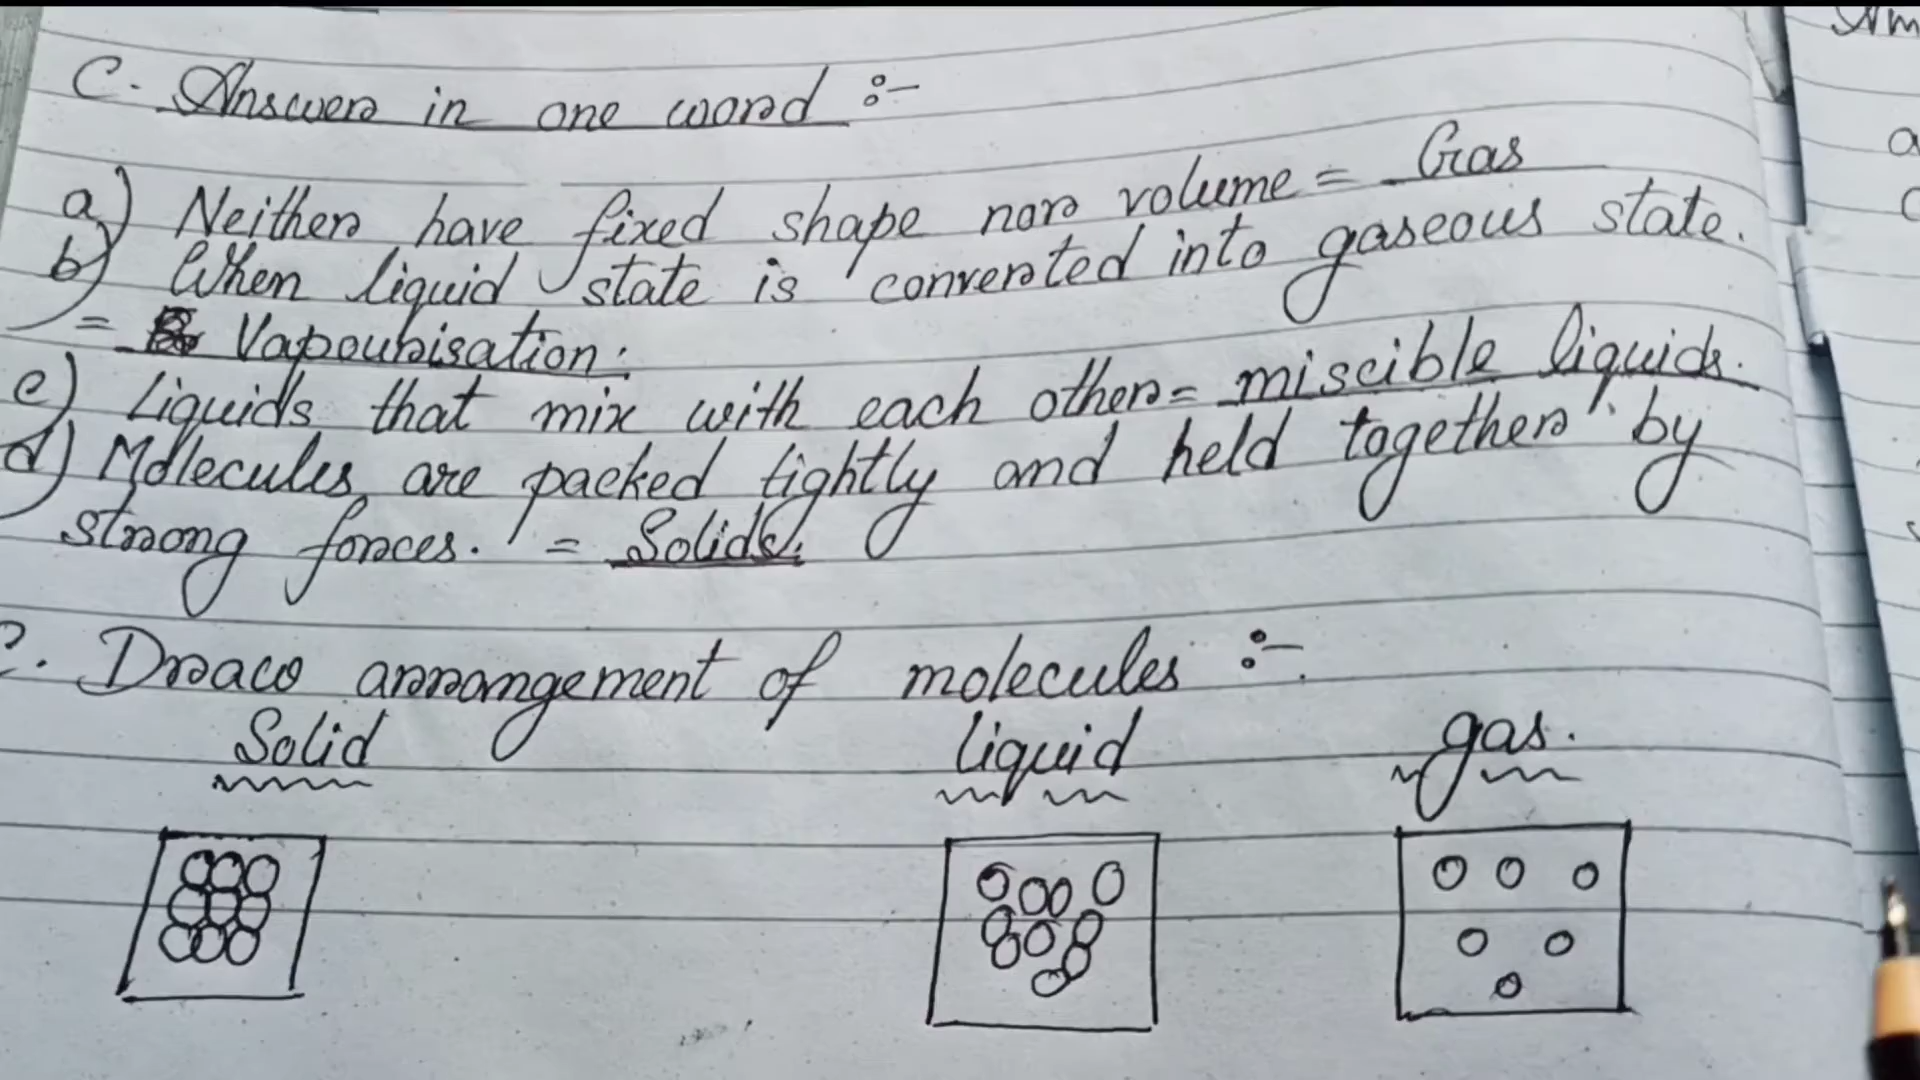 C. Answer in one word :-
a) Neither have fixed shape nor volume = Gas
b) When liquid state is converted into gaseous state.
= Vapourisation.
c) Liquids that mix with each other = miscible liquids.
d) Molecules are packed tightly and held together by
strong forces. = Solids.
Draw arrangement of molecules :-
Solid liquid gas.